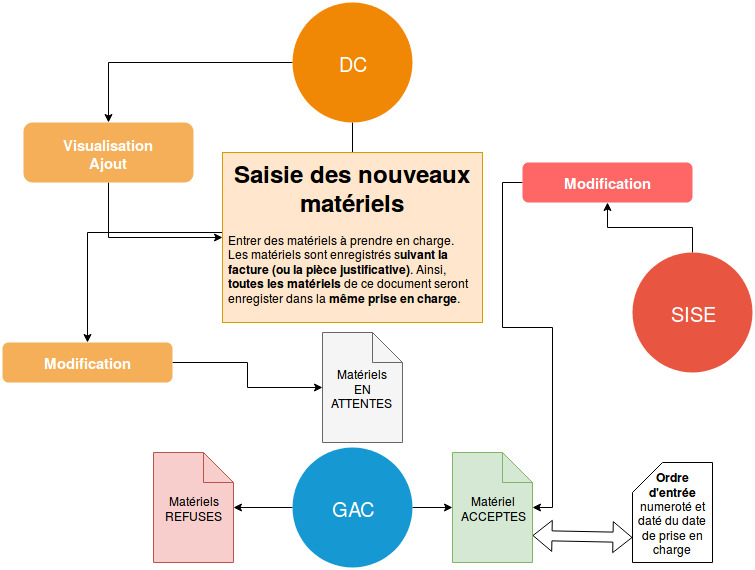 DC
Visualisation
Ajout
Saisie des nouveaux
matériels
Entrer des matériels à prendre en charge.
Les matériels sont enregistrés suivant la
facture (ou la pièce justificative). Ainsi,
toutes les matériels de ce document seront
enregister dans la même prise en charge.
Modification
SISE
Modification
Matériels
EN
ATTENTES
Matériels
REFUSES
GAC
Matériel
ACCEPTES
Ordre
d'entrée
numeroté et
daté du date
de prise en
charge